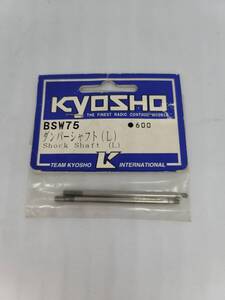 KYOSHO
THE FINEST RADIO CONTROL MODELS
BSW75 ●600
ダンパーシャフト(L)
Shock Shaft (L)
TEAM KYOSHO K INTERNATIONAL